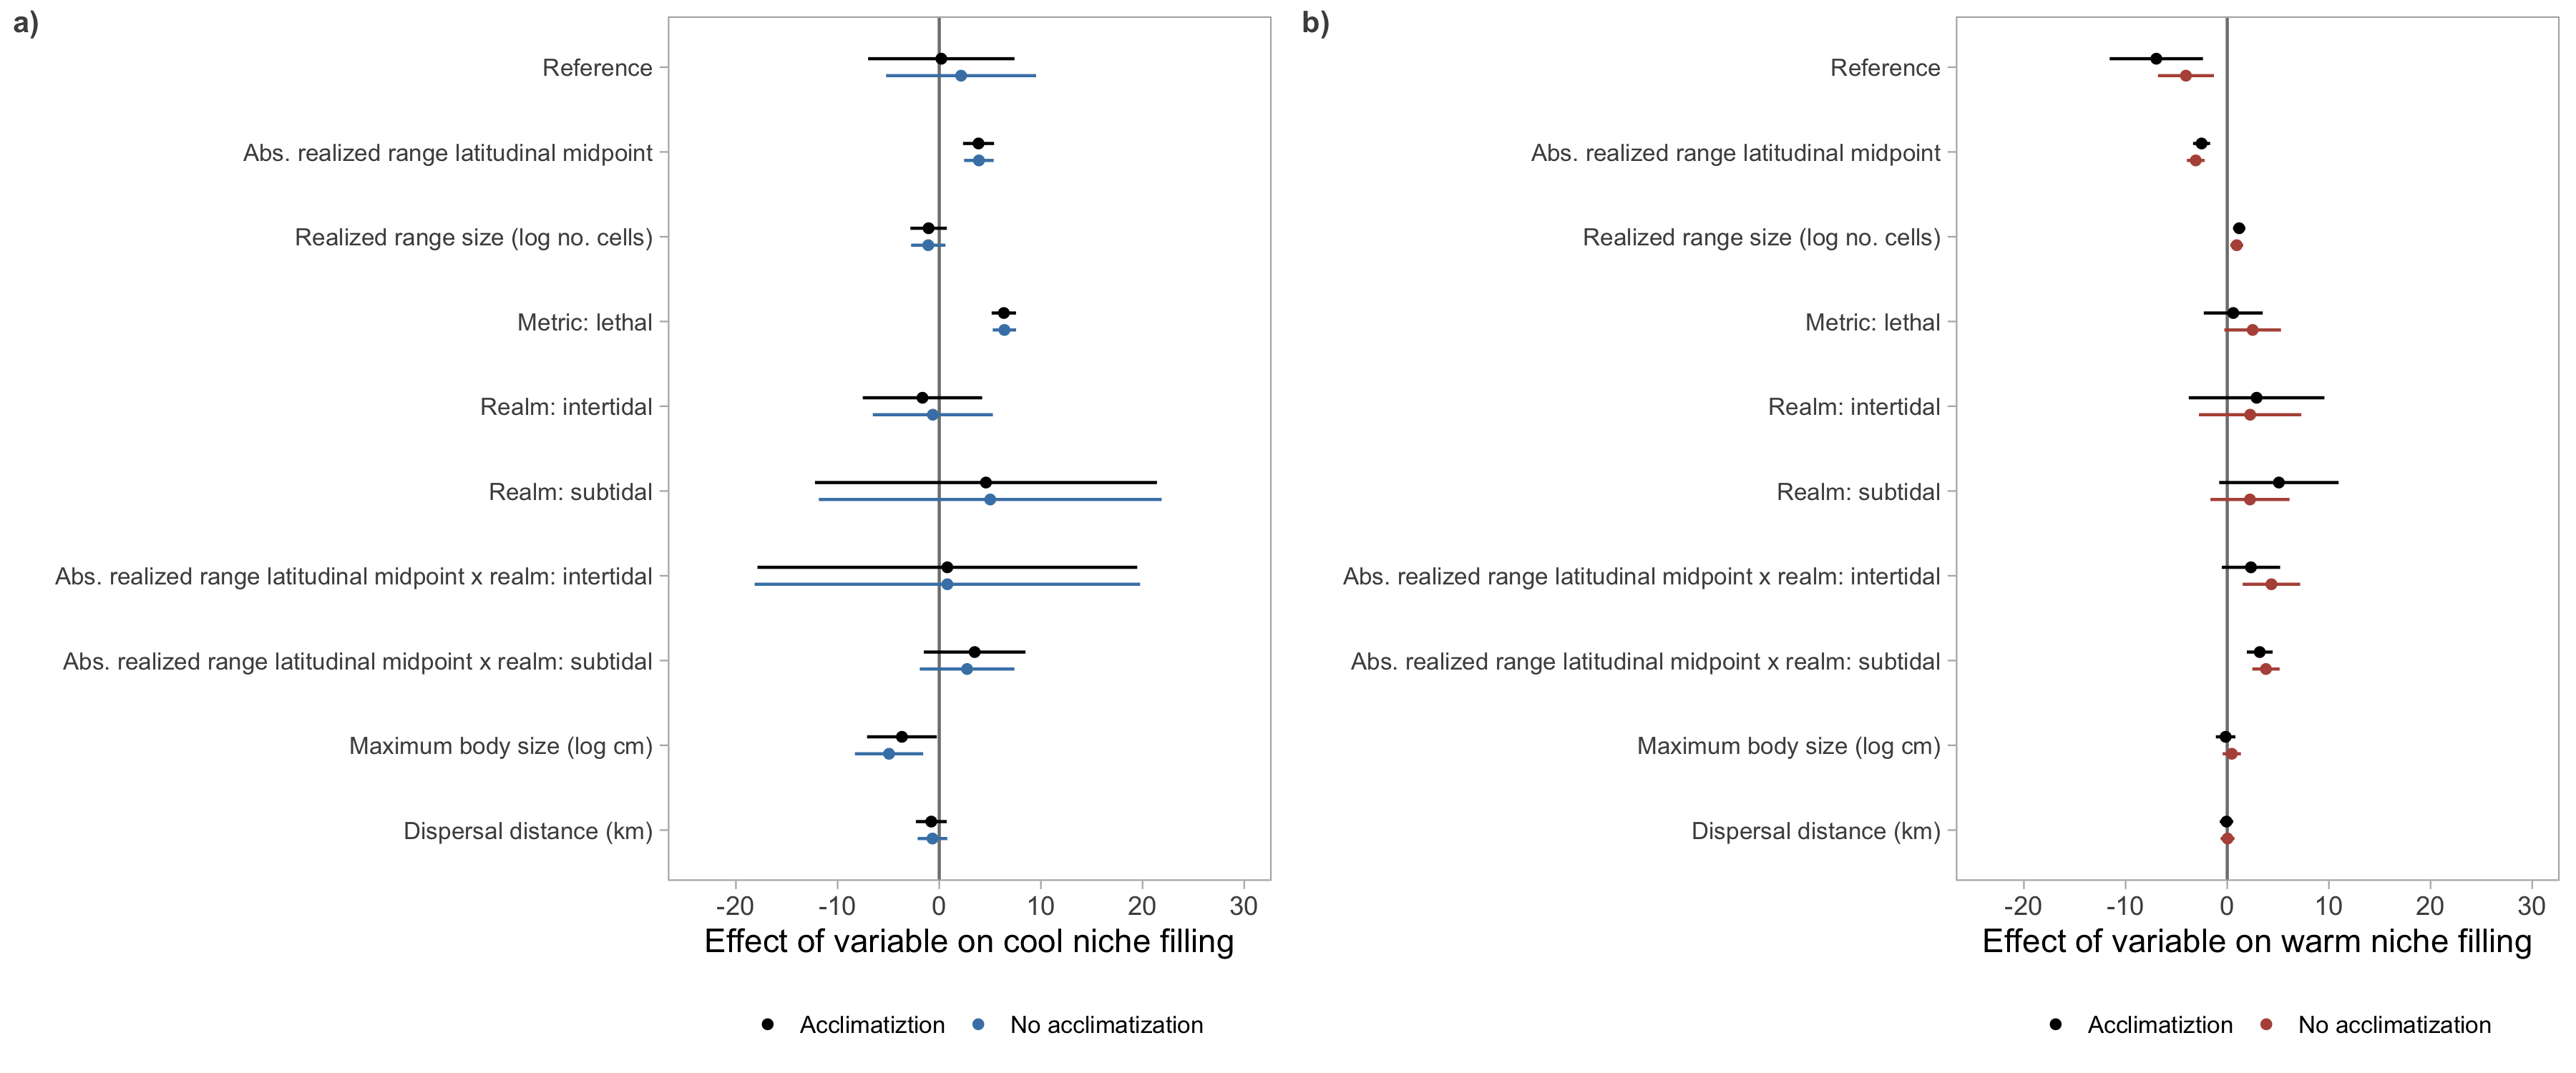 a)
Reference
Abs. realized range latitudinal midpoint
Realized range size (log no. cells)
Metric: lethal
Realm: intertidal
Realm: subtidal
Abs. realized range latitudinal midpoint x realm: intertidal
Abs. realized range latitudinal midpoint x realm: subtidal
Maximum body size (log cm)
Dispersal distance (km)
-20 -10 0 10 20 30
Effect of variable on cool niche filling
Acclimatiztion No acclimatization
b)
Reference
Abs. realized range latitudinal midpoint
Realized range size (log no. cells)
Metric: lethal
Realm: intertidal
Realm: subtidal
Abs. realized range latitudinal midpoint x realm: intertidal
Abs. realized range latitudinal midpoint x realm: subtidal
Maximum body size (log cm)
Dispersal distance (km)
-20 -10 0 10 20 30
Effect of variable on warm niche filling
Acclimatiztion No acclimatization